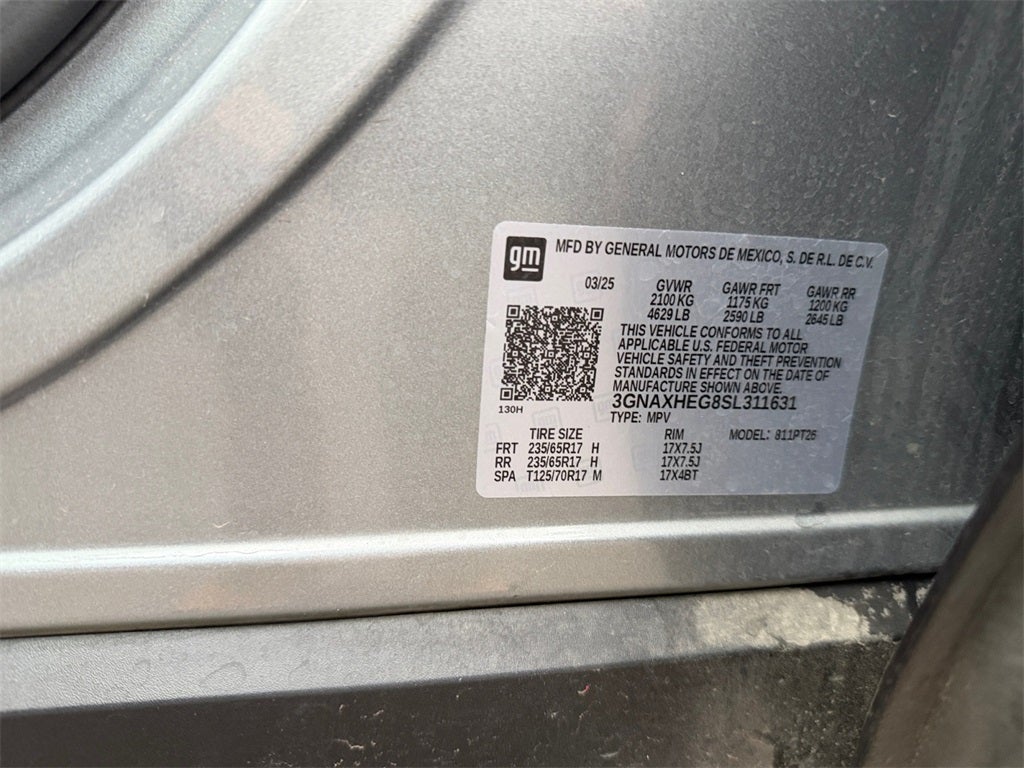 gm
MFD BY GENERAL MOTORS DE MEXICO, S. DE R.L. DE C.V.
03/25 GVWR GAWR FRT GAWR RR
2100 KG 1175 KG 1200 KG
4629 LB 2590 LB 2645 LB
THIS VEHICLE CONFORMS TO ALL
APPLICABLE U.S. FEDERAL MOTOR
VEHICLE SAFETY AND THEFT PREVENTION
STANDARDS IN EFFECT ON THE DATE OF
MANUFACTURE SHOWN ABOVE.
130H 3GNAXHEG8SL311631
TYPE: MPV
TIRE SIZE RIM MODEL: 811PT26
FRT 235/65R17 H 17X7.5J
RR 235/65R17 H 17X7.5J
SPA T125/70R17 M 17X4BT